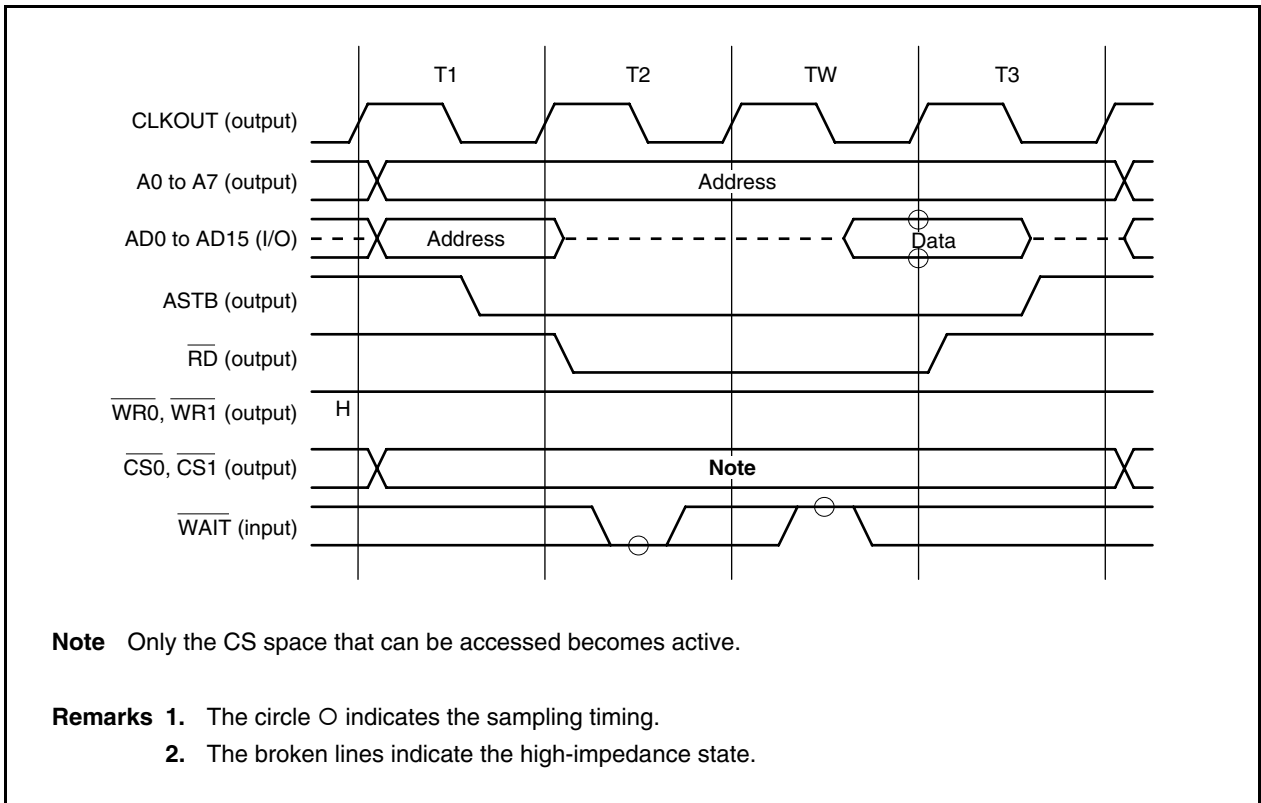 T1 T2 TW T3
CLKOUT (output)
A0 to A7 (output) Address
AD0 to AD15 (I/O) Address Data
ASTB (output)
RD (output)
WR0, WR1 (output) H
CS0, CS1 (output) Note
WAIT (input)
Note Only the CS space that can be accessed becomes active.
Remarks 1. The circle O indicates the sampling timing.
2. The broken lines indicate the high-impedance state.